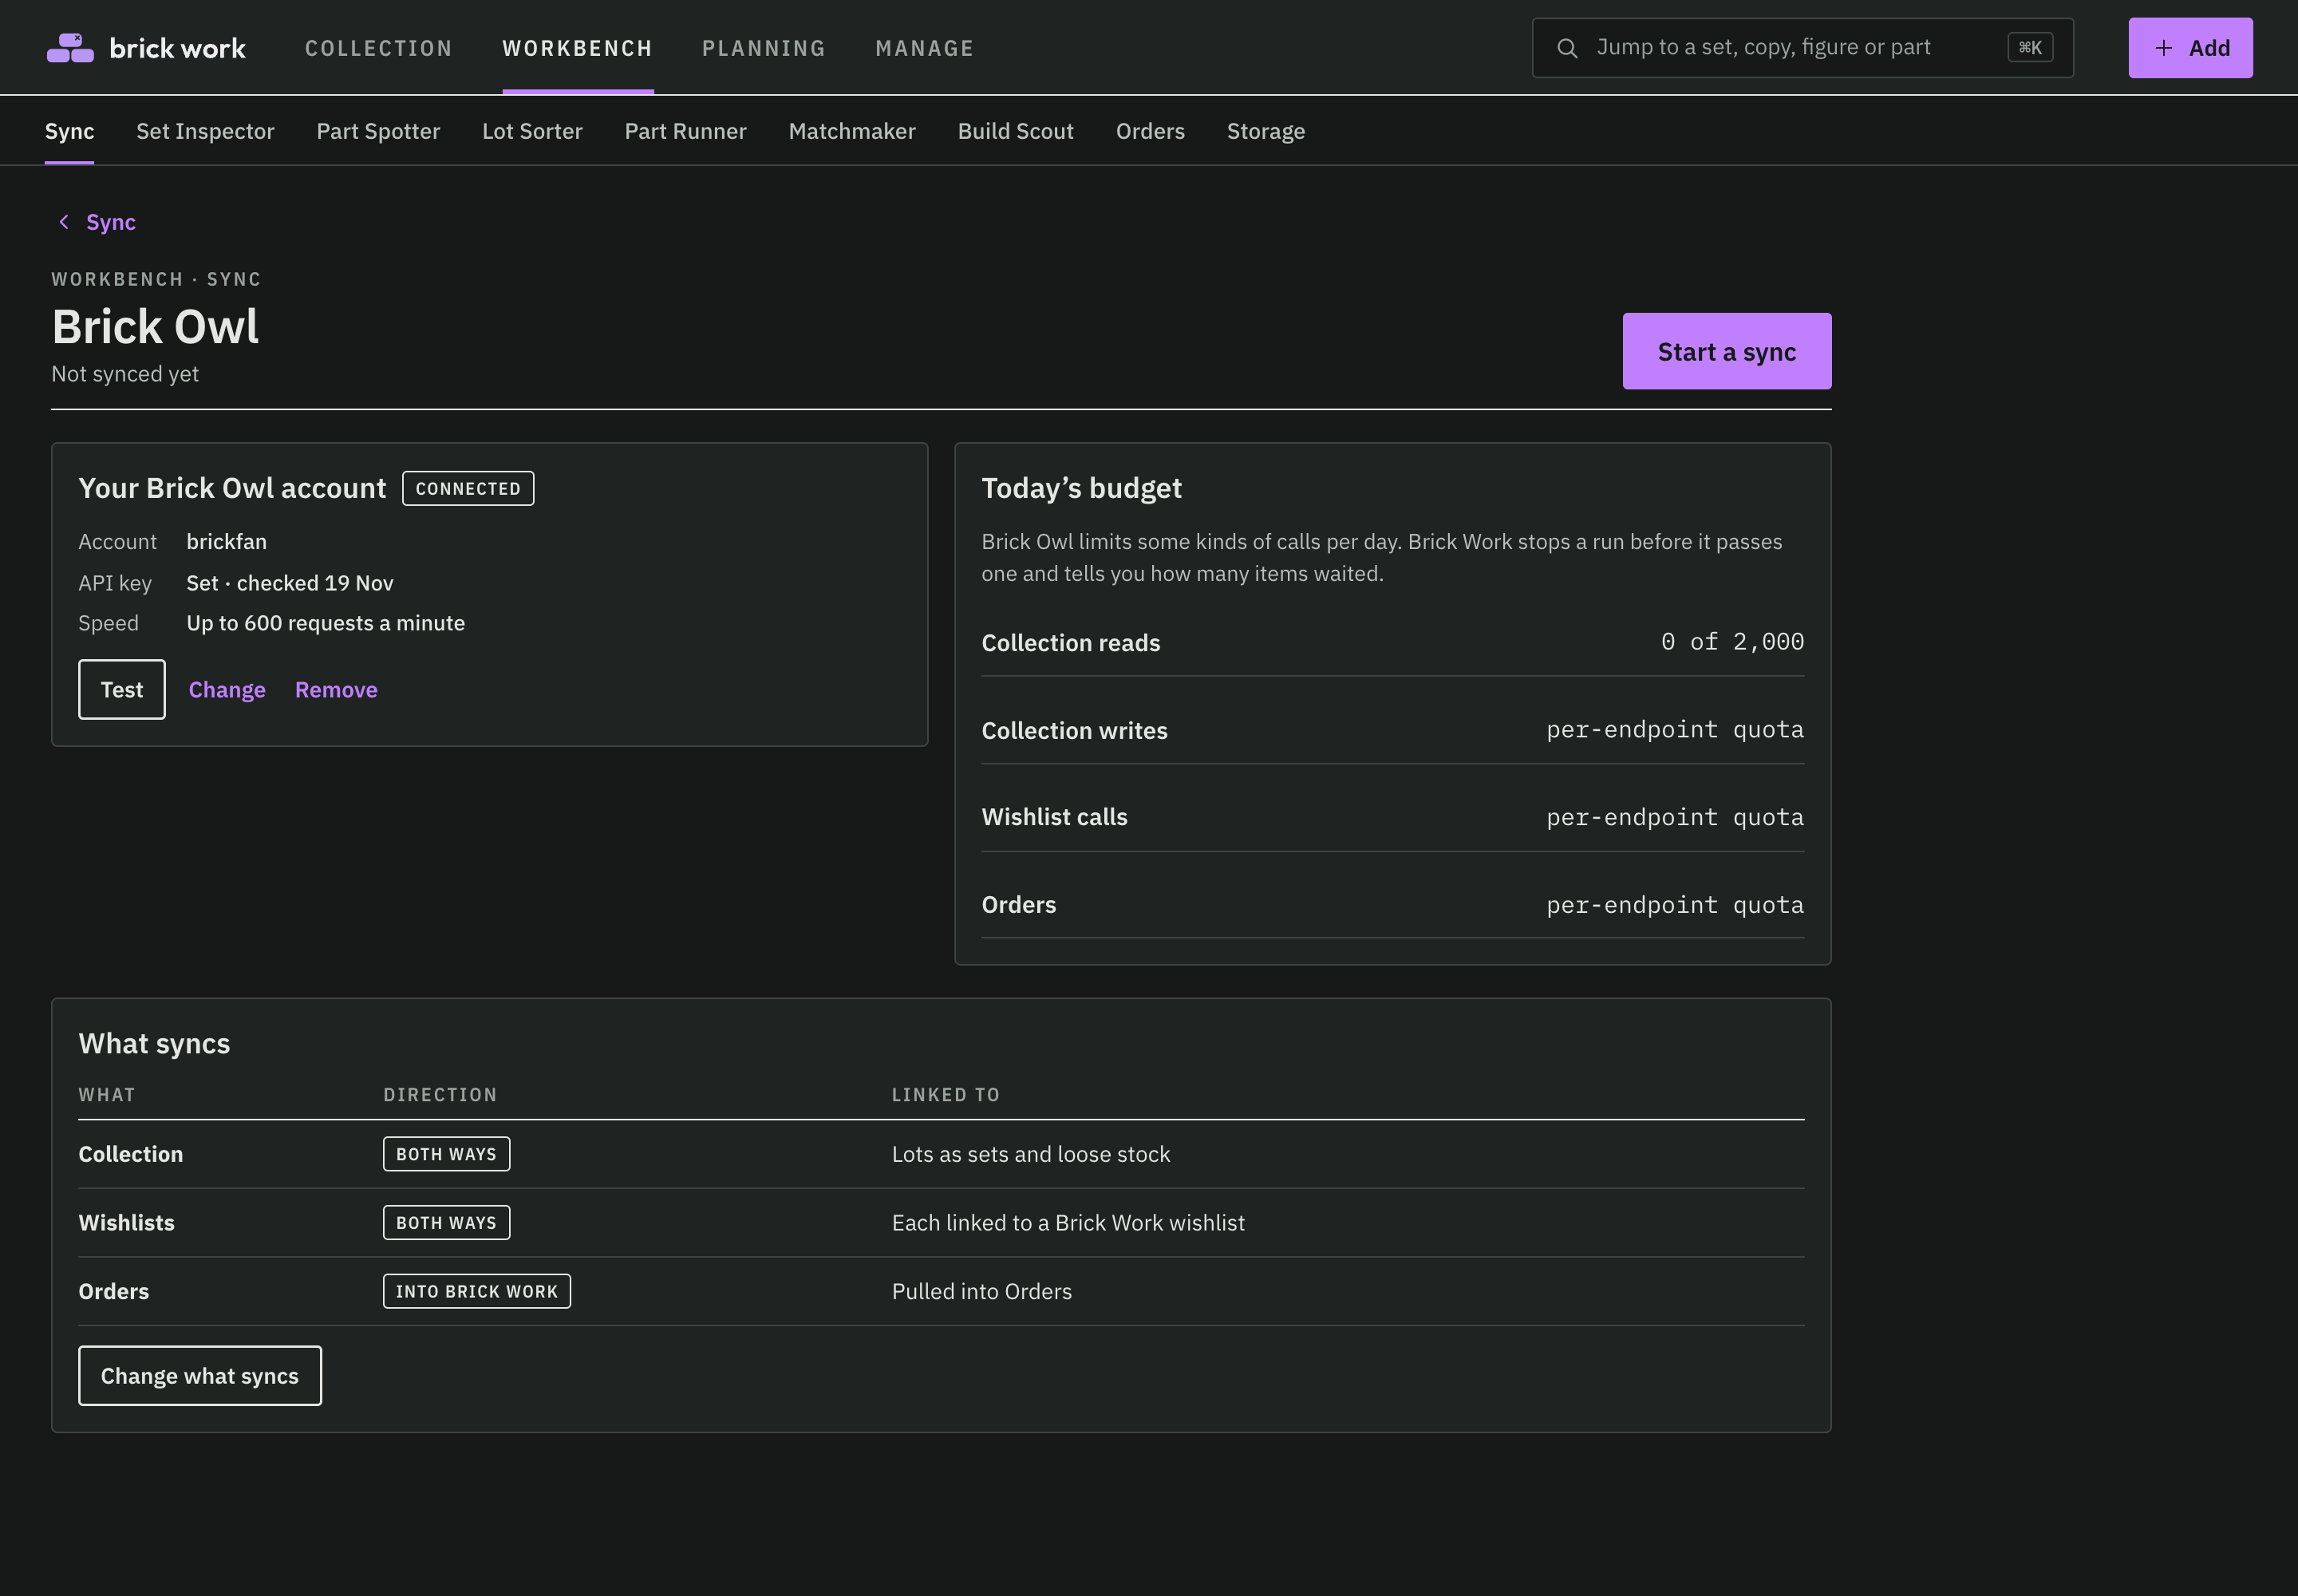 brick work
COLLECTION
WORKBENCH
PLANNING
MANAGE
Jump to a set, copy, figure or part
⌘K
+ Add
Sync
Set Inspector
Part Spotter
Lot Sorter
Part Runner
Matchmaker
Build Scout
Orders
Storage
Sync
WORKBENCH · SYNC
Brick Owl
Not synced yet
Start a sync
Your Brick Owl account
CONNECTED
Account brickfan
API key Set · checked 19 Nov
Speed Up to 600 requests a minute
Test
Change
Remove
Today’s budget
Brick Owl limits some kinds of calls per day. Brick Work stops a run before it passes
one and tells you how many items waited.
Collection reads 0 of 2,000
Collection writes per-endpoint quota
Wishlist calls per-endpoint quota
Orders per-endpoint quota
What syncs
WHAT DIRECTION LINKED TO
Collection BOTH WAYS Lots as sets and loose stock
Wishlists BOTH WAYS Each linked to a Brick Work wishlist
Orders INTO BRICK WORK Pulled into Orders
Change what syncs